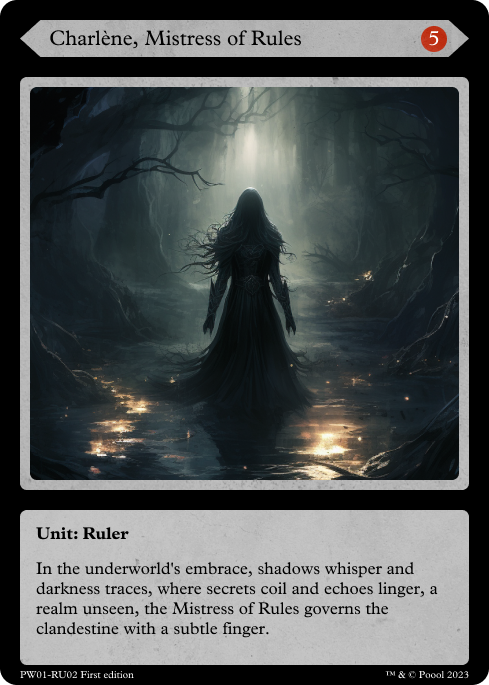 Charlène, Mistress of Rules
5
Unit: Ruler
In the underworld's embrace, shadows whisper and
darkness traces, where secrets coil and echoes linger, a
realm unseen, the Mistress of Rules governs the
clandestine with a subtle finger.
PW01-RU02 First edition
™ & © Poool 2023